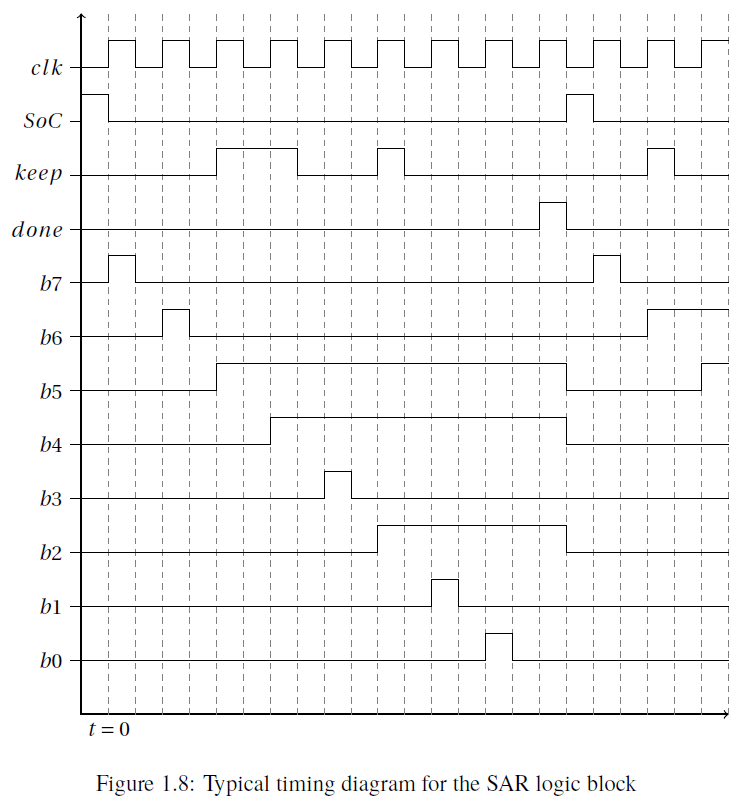 clk
SoC
keep
done
b7
b6
b5
b4
b3
b2
b1
b0
t = 0
Figure 1.8: Typical timing diagram for the SAR logic block